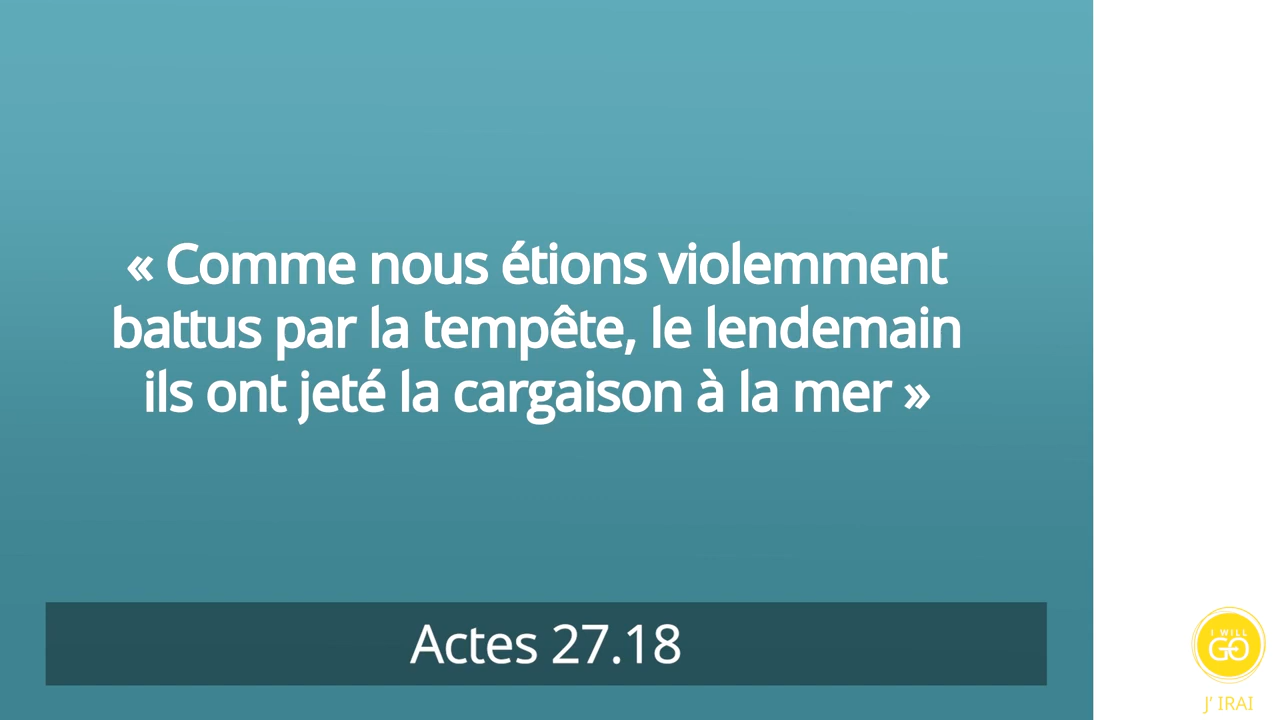 « Comme nous étions violemment
battus par la tempête, le lendemain
ils ont jeté la cargaison à la mer »
Actes 27.18
I WILL
GO
J' IRAI